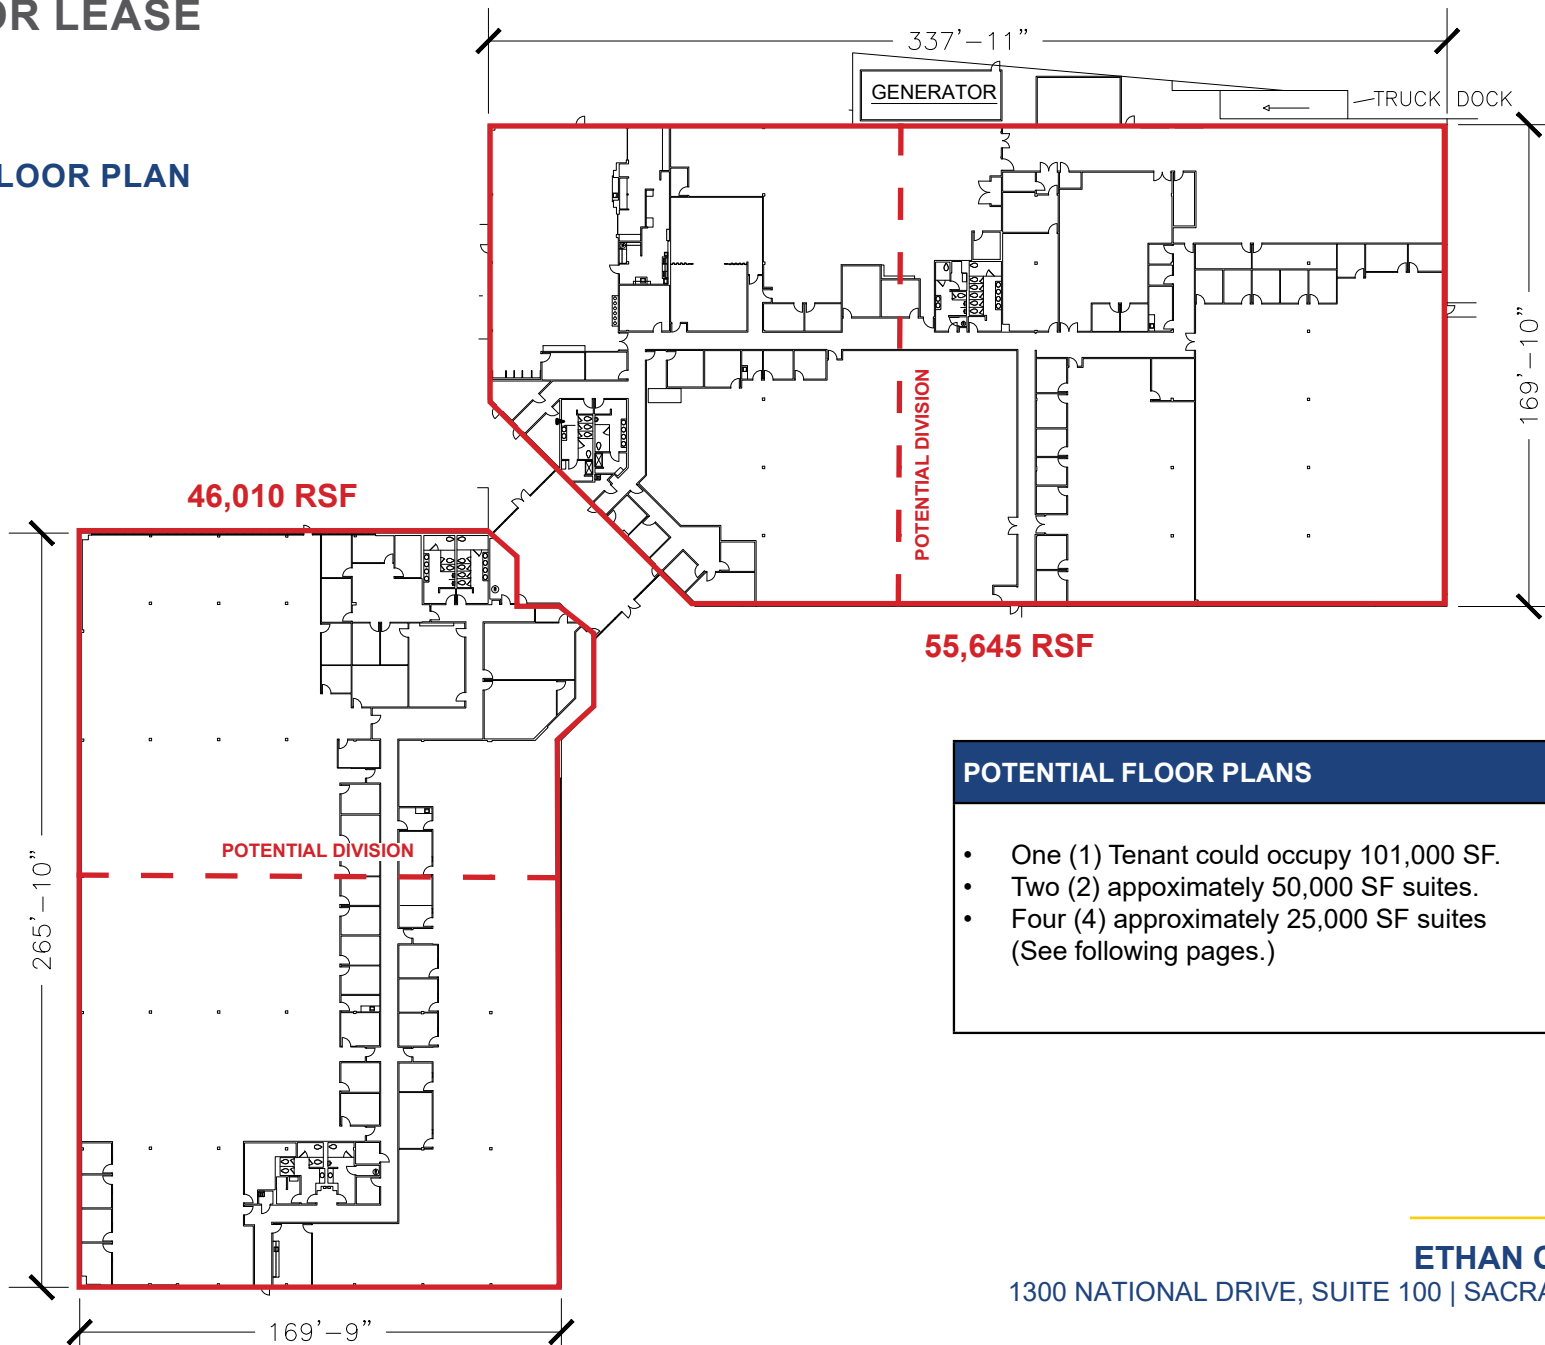 OR LEASE
LOOR PLAN
337'-11"
GENERATOR
TRUCK DOCK
169'-10"
POTENTIAL DIVISION
46,010 RSF
55,645 RSF
POTENTIAL DIVISION
265'-10"
169'-9"
POTENTIAL FLOOR PLANS
• One (1) Tenant could occupy 101,000 SF.
• Two (2) appoximately 50,000 SF suites.
• Four (4) approximately 25,000 SF suites
(See following pages.)
ETHAN
1300 NATIONAL DRIVE, SUITE 100 | SACRA